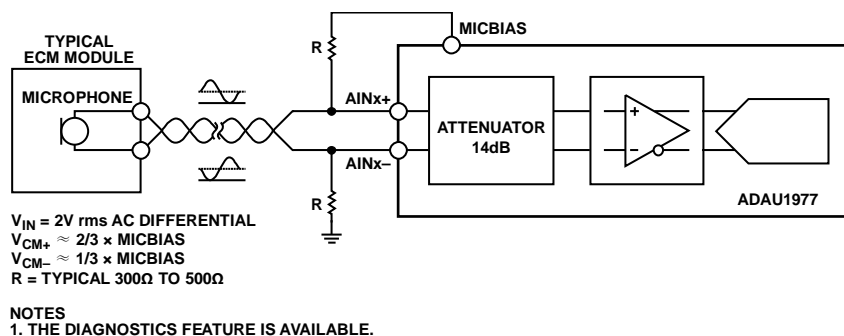 TYPICAL
ECM MODULE
MICROPHONE
R
MICBIAS
AINx+
AINx–
R
ATTENUATOR
14dB
+
–
ADAU1977
V_IN = 2V rms AC DIFFERENTIAL
V_CM+ ≈ 2/3 × MICBIAS
V_CM– ≈ 1/3 × MICBIAS
R = TYPICAL 300Ω TO 500Ω
NOTES
1. THE DIAGNOSTICS FEATURE IS AVAILABLE.